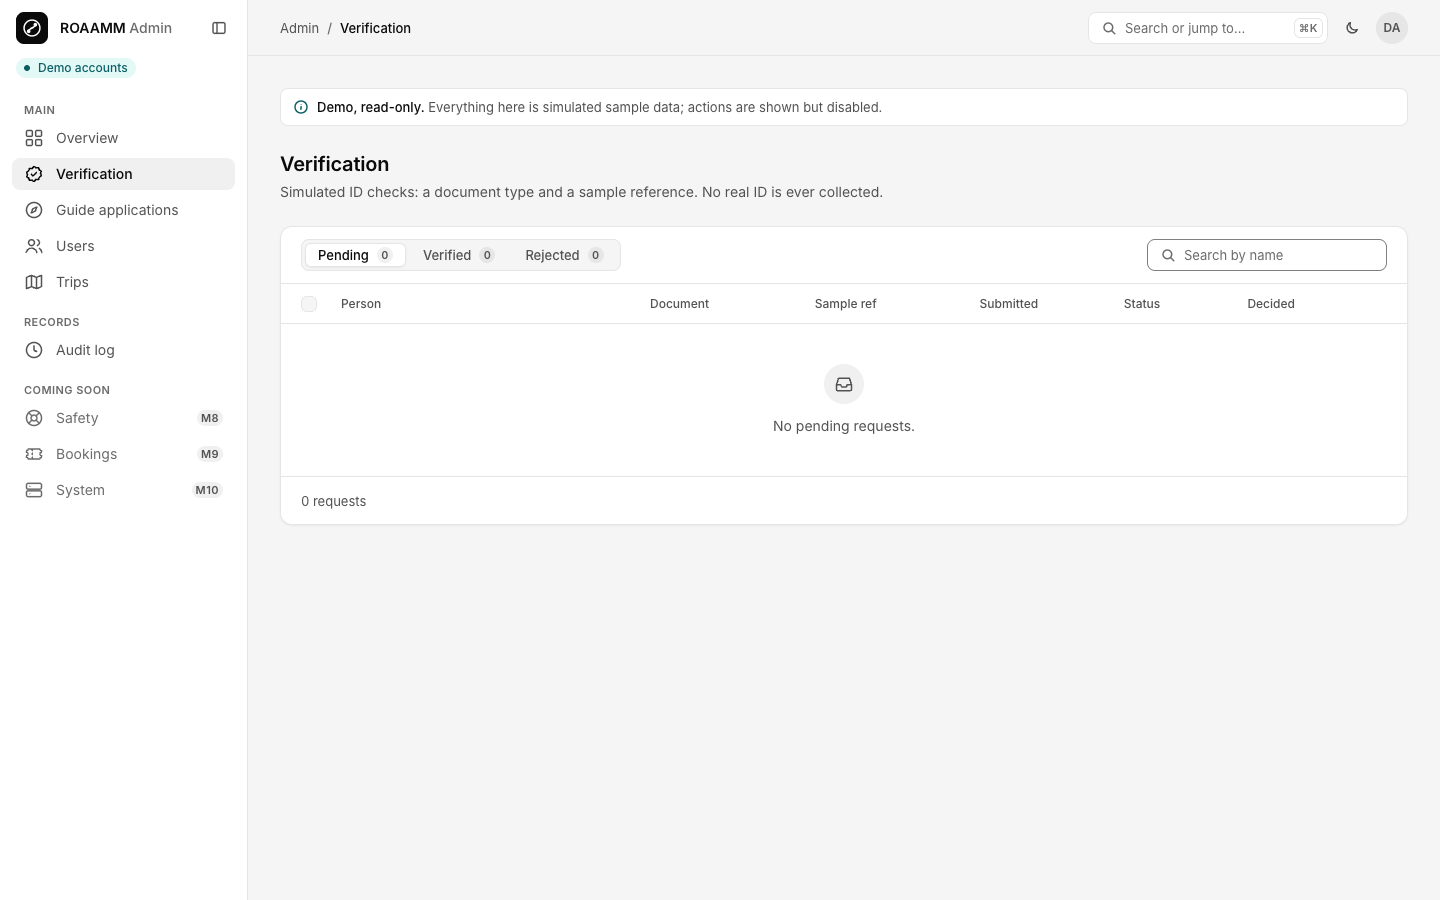 ROAAMM Admin
Demo accounts
MAIN
Overview
Verification
Guide applications
Users
Trips
RECORDS
Audit log
COMING SOON
Safety M8
Bookings M9
System M10
Admin / Verification
Search or jump to... ⌘K
DA
Demo, read-only. Everything here is simulated sample data; actions are shown but disabled.
Verification
Simulated ID checks: a document type and a sample reference. No real ID is ever collected.
Pending 0 Verified 0 Rejected 0
Search by name
Person Document Sample ref Submitted Status Decided
No pending requests.
0 requests